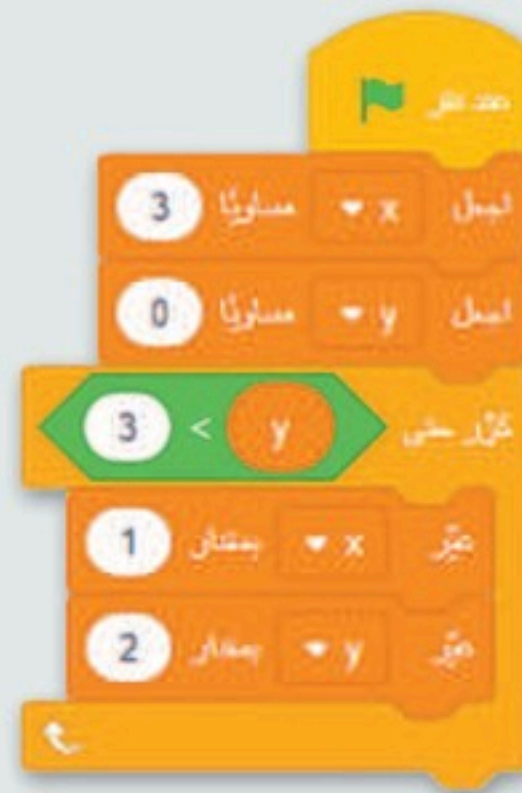 عند نقر
اجعل x مساويًا 3
اجعل y مساويًا 0
كرِّر حتى 3 < y
غيِّر x بمقدار 1
غيِّر y بمقدار 2